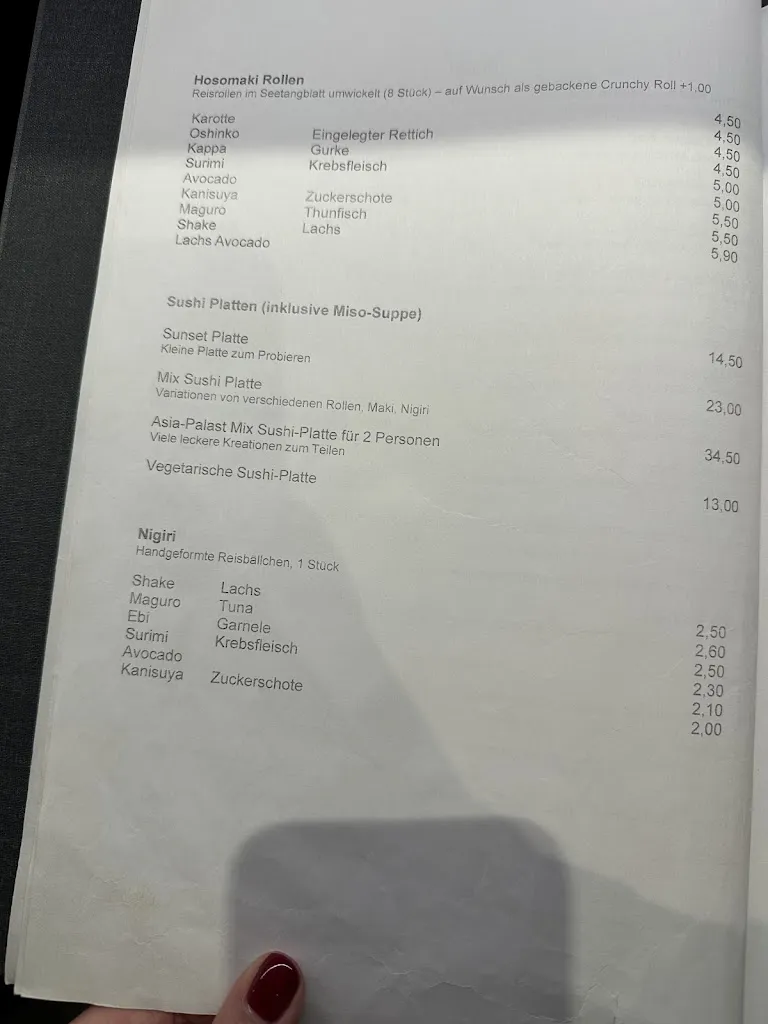 Hosomaki Rollen
Reisrollen im Seetangblatt umwickelt (8 Stück) – auf Wunsch als gebackene Crunchy Roll +1,00
Karotte 4,50
Oshinko Eingelegter Rettich 4,50
Kappa Gurke 4,50
Surimi Krebsfleisch 4,50
Avocado 5,00
Kanisuya Zuckerschote 5,00
Maguro Thunfisch 5,50
Shake Lachs 5,50
Lachs Avocado 5,90
Sushi Platten (inklusive Miso-Suppe)
Sunset Platte 14,50
Kleine Platte zum Probieren
Mix Sushi Platte 23,00
Variationen von verschiedenen Rollen, Maki, Nigiri
Asia-Palast Mix Sushi-Platte für 2 Personen 34,50
Viele leckere Kreationen zum Teilen
Vegetarische Sushi-Platte 13,00
Nigiri
Handgeformte Reisbällchen, 1 Stück
Shake Lachs 2,50
Maguro Tuna 2,60
Ebi Garnele 2,50
Surimi Krebsfleisch 2,30
Avocado 2,10
Kanisuya Zuckerschote 2,00